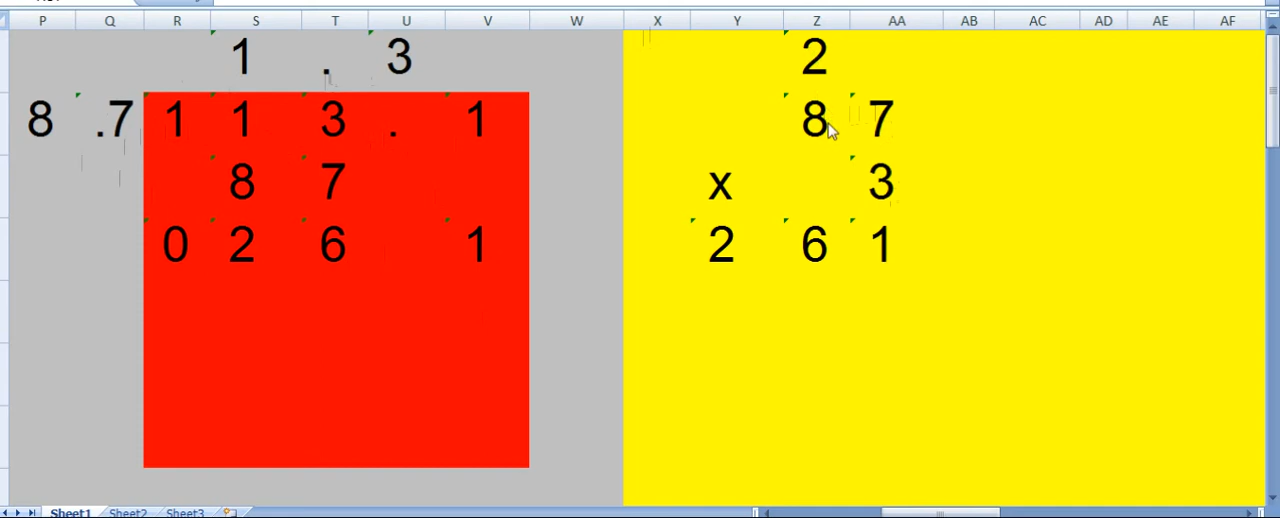 P Q R S T U V W X Y Z AA AB AC AD AE AF
1 . 3 2
8 .7 1 1 3 . 1 8 7
8 7 x 3
0 2 6 1 2 6 1
Sheet1 Sheet2 Sheet3